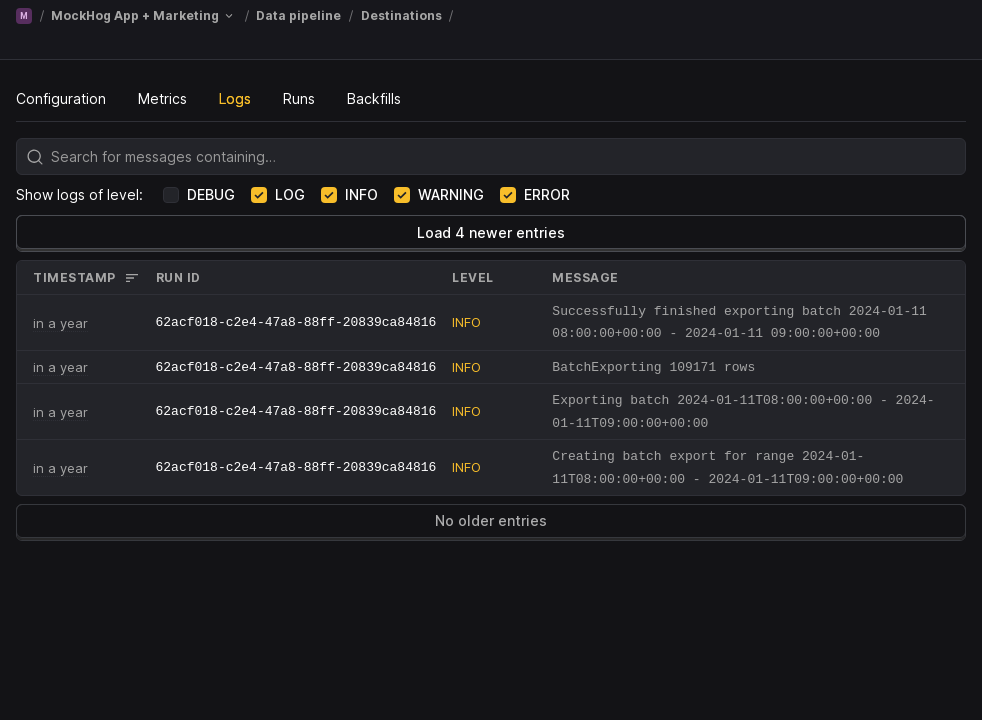 M / MockHog App + Marketing / Data pipeline / Destinations /
Configuration Metrics Logs Runs Backfills
Search for messages containing…
Show logs of level: DEBUG LOG INFO WARNING ERROR
Load 4 newer entries
TIMESTAMP RUN ID LEVEL MESSAGE
in a year 62acf018-c2e4-47a8-88ff-20839ca84816 INFO Successfully finished exporting batch 2024-01-11
08:00:00+00:00 - 2024-01-11 09:00:00+00:00
in a year 62acf018-c2e4-47a8-88ff-20839ca84816 INFO BatchExporting 109171 rows
in a year 62acf018-c2e4-47a8-88ff-20839ca84816 INFO Exporting batch 2024-01-11T08:00:00+00:00 - 2024-
01-11T09:00:00+00:00
in a year 62acf018-c2e4-47a8-88ff-20839ca84816 INFO Creating batch export for range 2024-01-
11T08:00:00+00:00 - 2024-01-11T09:00:00+00:00
No older entries